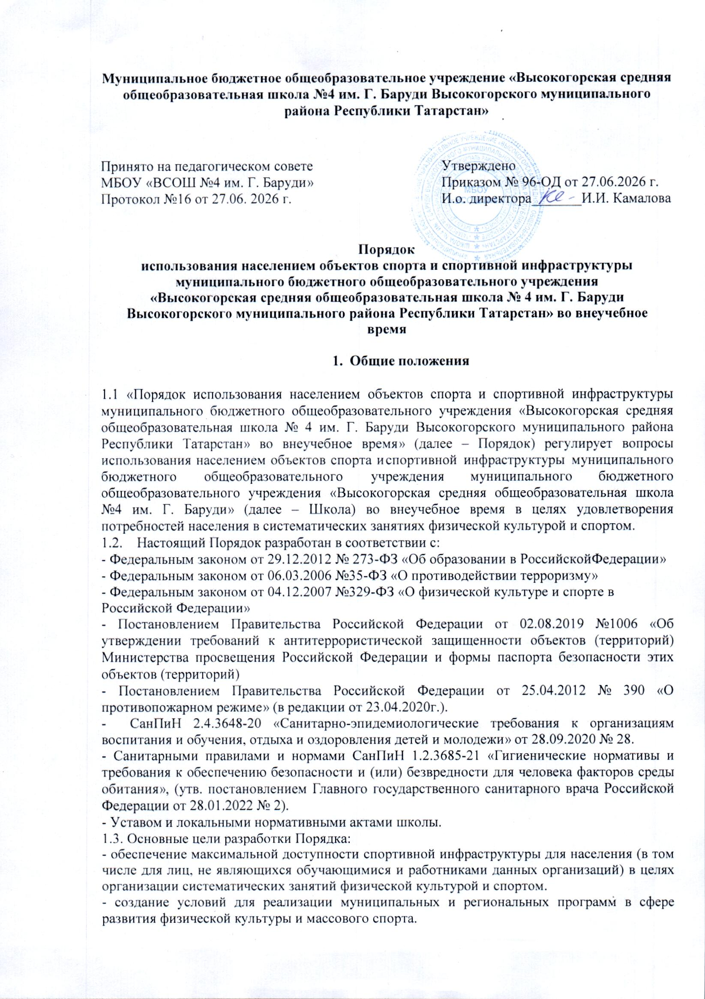 Муниципальное бюджетное общеобразовательное учреждение «Высокогорская средняя
общеобразовательная школа №4 им. Г. Баруди Высокогорского муниципального
района Республики Татарстан»
Принято на педагогическом совете
МБОУ «ВСОШ №4 им. Г. Баруди»
Протокол №16 от 27.06. 2026 г.
Утверждено
Приказом № 96-ОД от 27.06.2026 г.
И.о. директора_______И.И. Камалова
МБОУ
Порядок
использования населением объектов спорта и спортивной инфраструктуры
муниципального бюджетного общеобразовательного учреждения
«Высокогорская средняя общеобразовательная школа № 4 им. Г. Баруди
Высокогорского муниципального района Республики Татарстан» во внеучебное
время
1. Общие положения
1.1 «Порядок использования населением объектов спорта и спортивной инфраструктуры
муниципального бюджетного общеобразовательного учреждения «Высокогорская средняя
общеобразовательная школа № 4 им. Г. Баруди Высокогорского муниципального района
Республики Татарстан» во внеучебное время» (далее – Порядок) регулирует вопросы
использования населением объектов спорта испортивной инфраструктуры муниципального
бюджетного общеобразовательного учреждения муниципального бюджетного
общеобразовательного учреждения «Высокогорская средняя общеобразовательная школа
№4 им. Г. Баруди» (далее – Школа) во внеучебное время в целях удовлетворения
потребностей населения в систематических занятиях физической культурой и спортом.
1.2. Настоящий Порядок разработан в соответствии с:
- Федеральным законом от 29.12.2012 № 273-ФЗ «Об образовании в РоссийскойФедерации»
- Федеральным законом от 06.03.2006 №35-ФЗ «О противодействии терроризму»
- Федеральным законом от 04.12.2007 №329-ФЗ «О физической культуре и спорте в
Российской Федерации»
- Постановлением Правительства Российской Федерации от 02.08.2019 №1006 «Об
утверждении требований к антитеррористической защищенности объектов (территорий)
Министерства просвещения Российской Федерации и формы паспорта безопасности этих
объектов (территорий)
- Постановлением Правительства Российской Федерации от 25.04.2012 № 390 «О
противопожарном режиме» (в редакции от 23.04.2020г.).
- СанПиН 2.4.3648-20 «Санитарно-эпидемиологические требования к организациям
воспитания и обучения, отдыха и оздоровления детей и молодежи» от 28.09.2020 № 28.
- Санитарными правилами и нормами СанПиН 1.2.3685-21 «Гигиенические нормативы и
требования к обеспечению безопасности и (или) безвредности для человека факторов среды
обитания», (утв. постановлением Главного государственного санитарного врача Российской
Федерации от 28.01.2022 № 2).
- Уставом и локальными нормативными актами школы.
1.3. Основные цели разработки Порядка:
- обеспечение максимальной доступности спортивной инфраструктуры для населения (в том
числе для лиц, не являющихся обучающимися и работниками данных организаций) в целях
организации систематических занятий физической культурой и спортом.
- создание условий для реализации муниципальных и региональных программ в сфере
развития физической культуры и массового спорта.